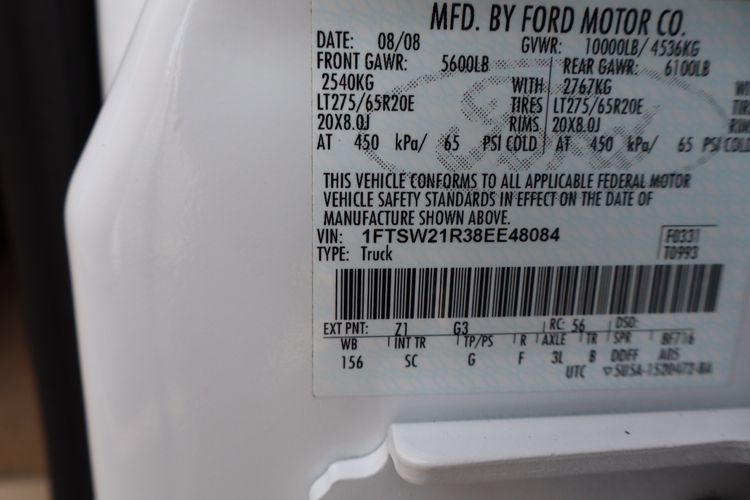 MFD. BY FORD MOTOR CO.
DATE: 08/08 GVWR: 10000LB/ 4536KG
FRONT GAWR: 5600LB REAR GAWR: 6100LB
2540KG WITH 2767KG
LT275/65R20E TIRES LT275/65R20E
20X8.0J RIMS 20X8.0J
AT 450 kPa/ 65 PSI COLD AT 450 kPa/ 65 PSI COLD
THIS VEHICLE CONFORMS TO ALL APPLICABLE FEDERAL MOTOR
VEHICLE SAFETY STANDARDS IN EFFECT ON THE DATE OF
MANUFACTURE SHOWN ABOVE.
VIN: 1FTSW21R38EE48084 F0331
TYPE: Truck T0993
EXT PNT: Z1 G3 RC: 56 DSO:
WB INT TR TP/PS R AXLE TR SPR BF716
156 SC G F 3L B DDFF ADS
UTC